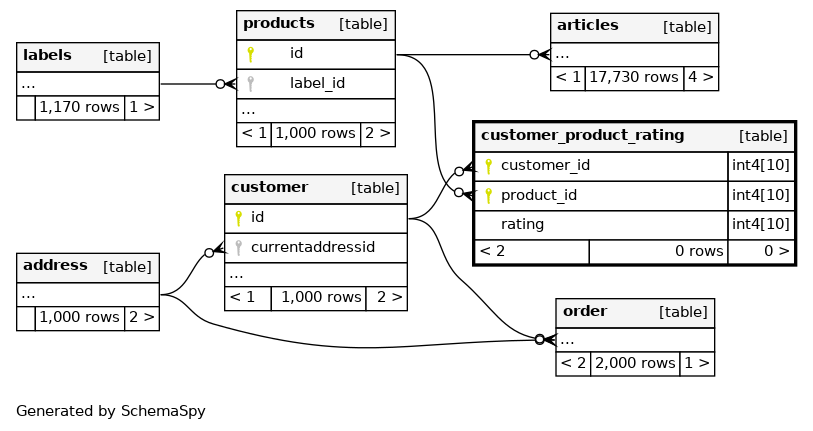 labels [table]
...
1,170 rows 1 >
products [table]
id
label_id
...
< 1 1,000 rows 2 >
articles [table]
...
< 1 17,730 rows 4 >
customer_product_rating [table]
customer_id int4[10]
product_id int4[10]
rating int4[10]
< 2 0 rows 0 >
customer [table]
id
currentaddressid
...
< 1 1,000 rows 2 >
address [table]
...
1,000 rows 2 >
order [table]
...
< 2 2,000 rows 1 >
Generated by SchemaSpy